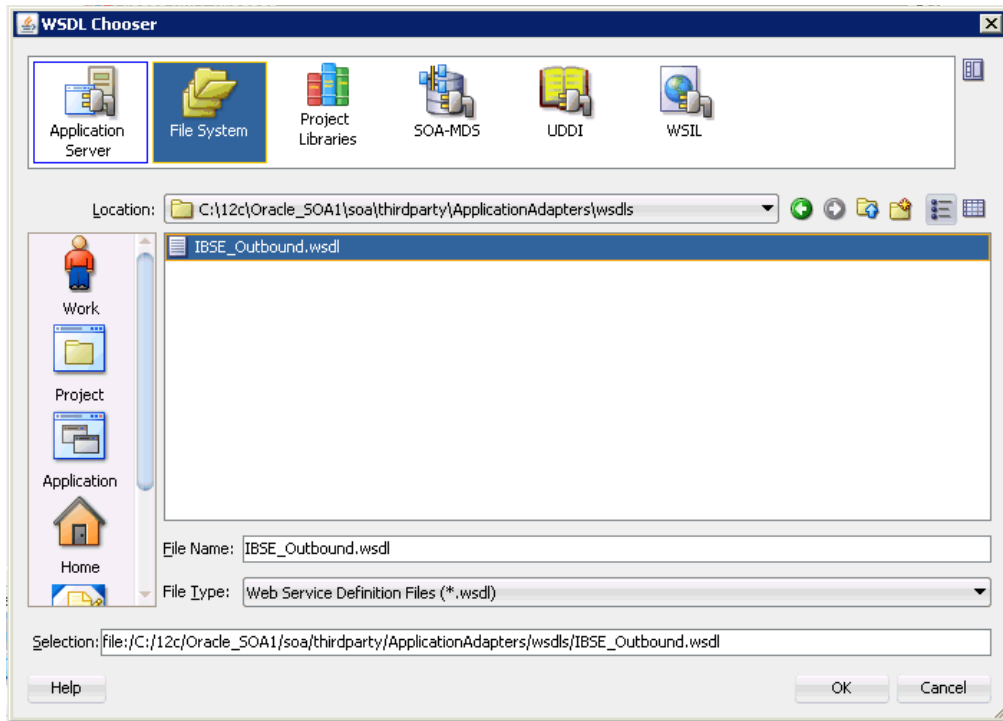 WSDL Chooser
Application Server
File System
Project Libraries
SOA-MDS
UDDI
WSIL
Location: C:\12c\Oracle_SOA1\soa\thirdparty\ApplicationAdapters\wsdls
IBSE_Outbound.wsdl
Work
Project
Application
Home
File Name: IBSE_Outbound.wsdl
File Type: Web Service Definition Files (*.wsdl)
Selection: file:/C:/12c/Oracle_SOA1/soa/thirdparty/ApplicationAdapters/wsdls/IBSE_Outbound.wsdl
Help
OK
Cancel